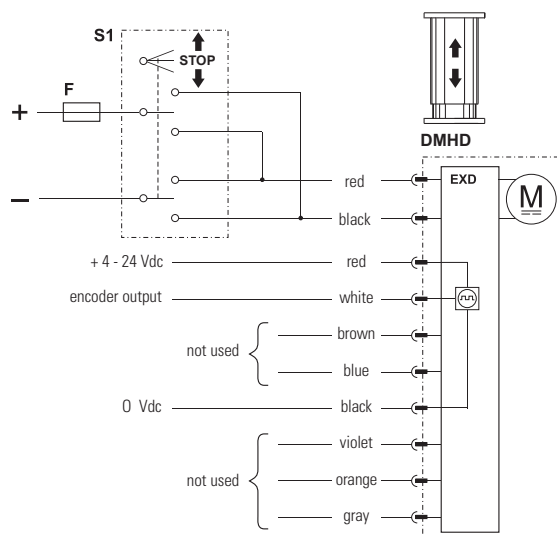 S1
STOP
F
+
−
DMHD
red
EXD
M
black
+ 4 - 24 Vdc
red
encoder output
white
not used
brown
blue
0 Vdc
black
not used
violet
orange
gray